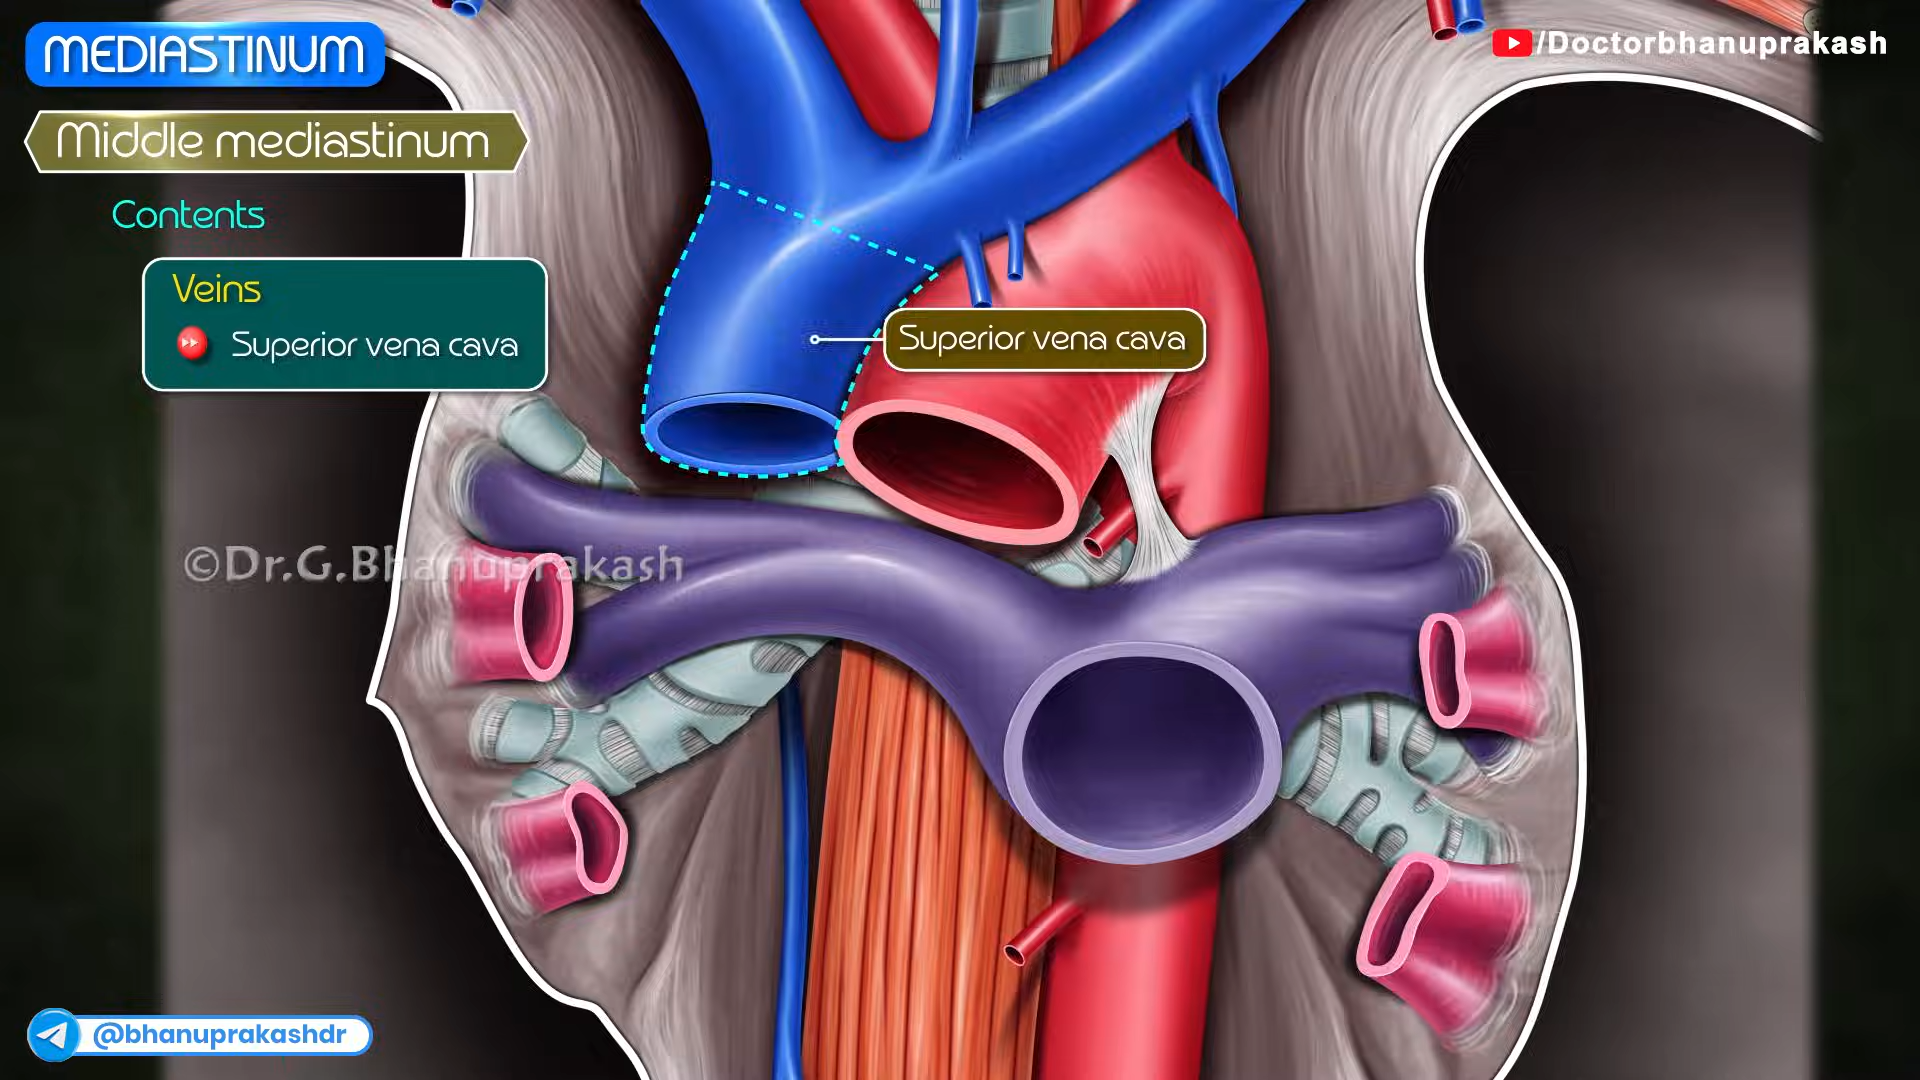 MEDIASTINUM
/Doctorbhanuprakash
Middle mediastinum
Contents
Veins
Superior vena cava
Superior vena cava
©Dr.G.Bhanuprakash
@bhanuprakashdr